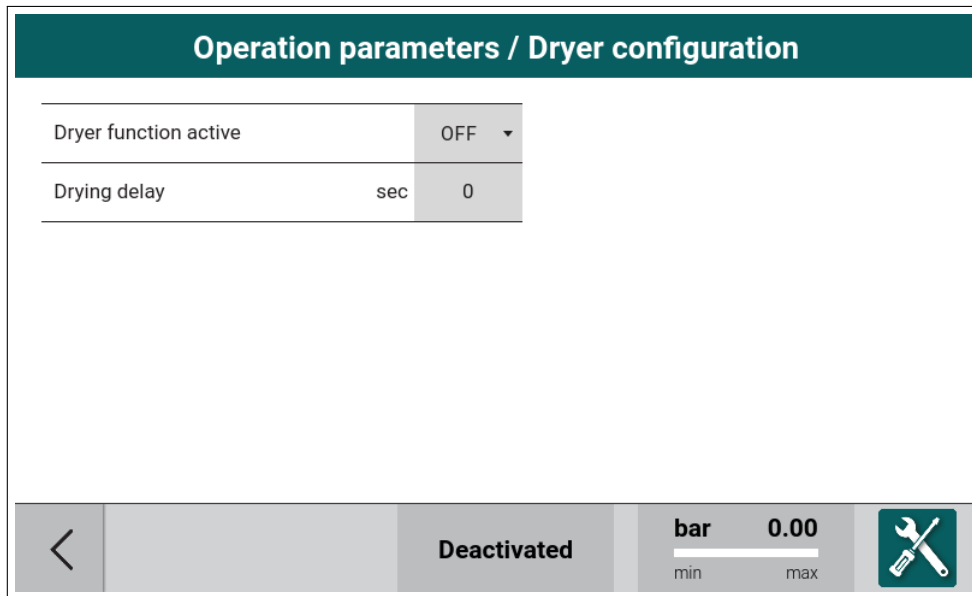 Operation parameters / Dryer configuration
Dryer function active OFF
Drying delay sec 0
Deactivated
bar 0.00
min max